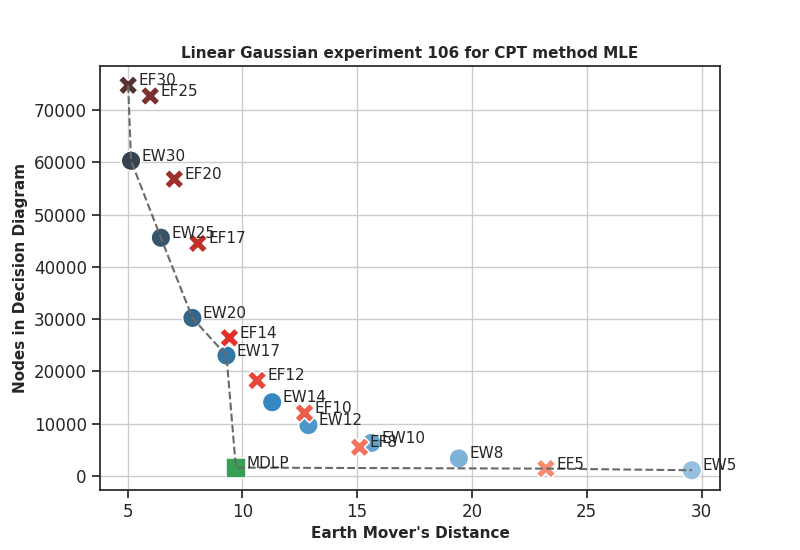 Linear Gaussian experiment 106 for CPT method MLE
Nodes in Decision Diagram
70000
60000
50000
40000
30000
20000
10000
0
EF30
EF25
EW30
EF20
EW25
EF17
EW20
EF14
EW17
EF12
EW14
EF10
EW12
EW10
EF8
EW8
MDLP
EF5
EW5
5
10
15
20
25
30
Earth Mover's Distance